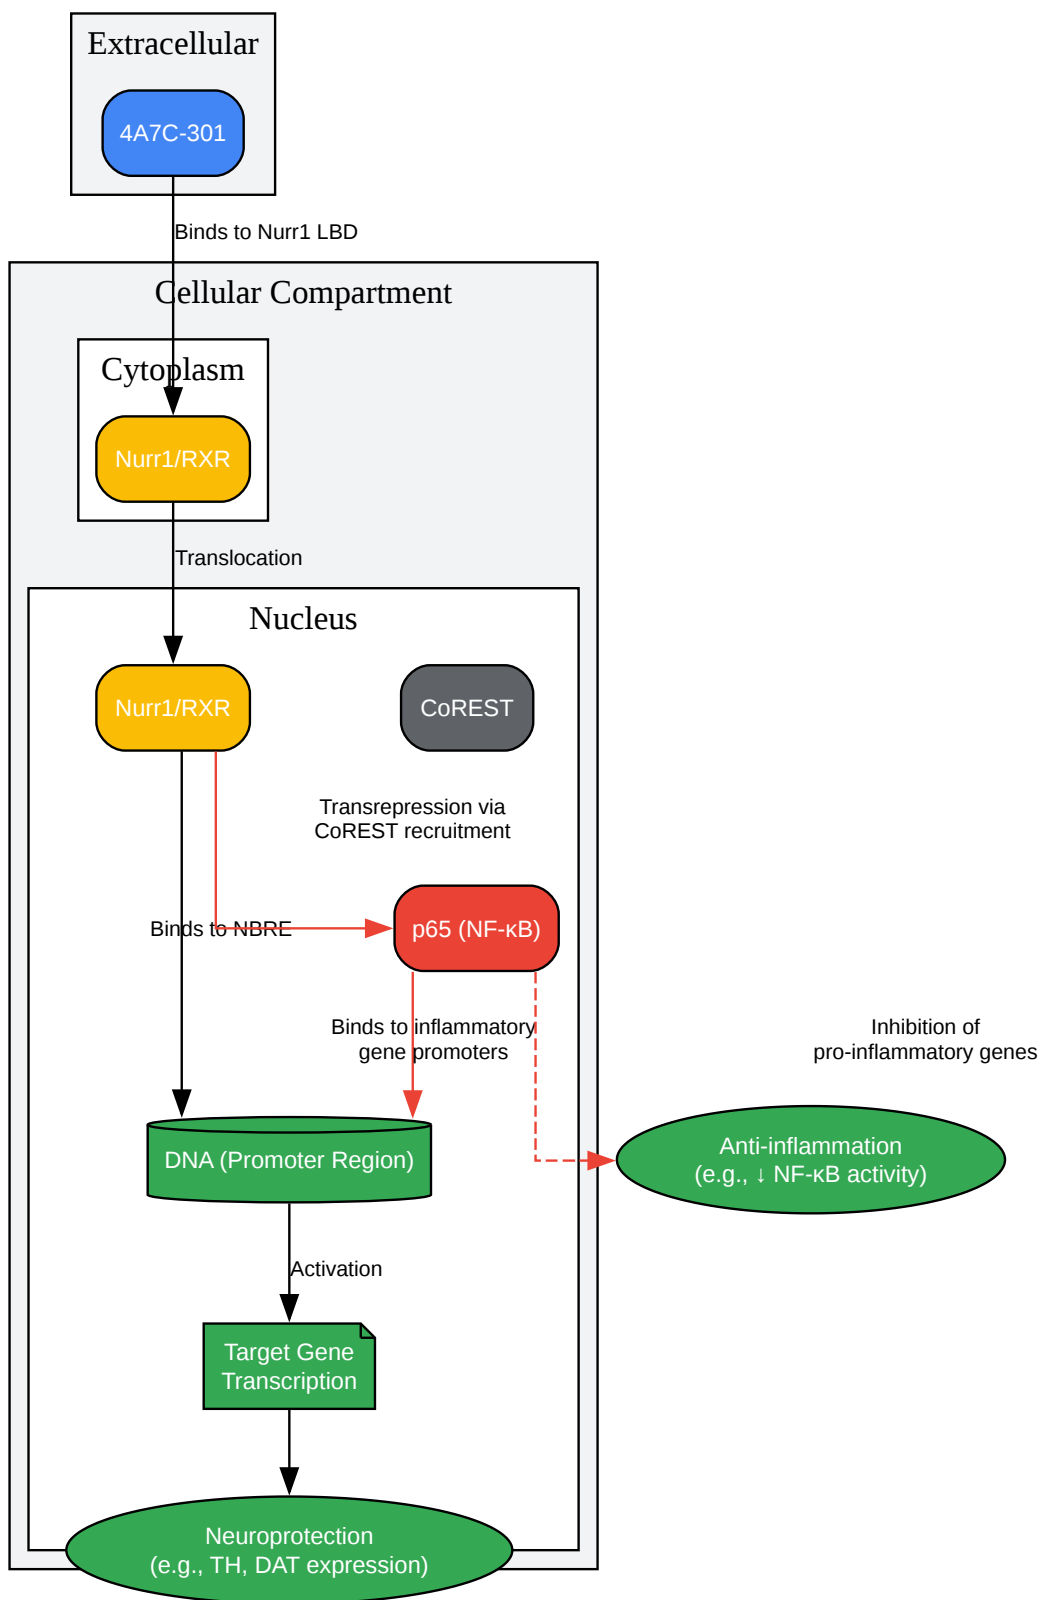 Extracellular
4A7C-301
Binds to Nurr1 LBD
Cellular Compartment
Cytoplasm
Nurr1/RXR
Translocation
Nucleus
Nurr1/RXR
CoREST
Transrepression via
CoREST recruitment
Binds to NBRE
p65 (NF-κB)
Binds to inflammatory
gene promoters
Inhibition of
pro-inflammatory genes
DNA (Promoter Region)
Anti-inflammation
(e.g., ↓ NF-κB activity)
Activation
Target Gene
Transcription
Neuroprotection
(e.g., TH, DAT expression)